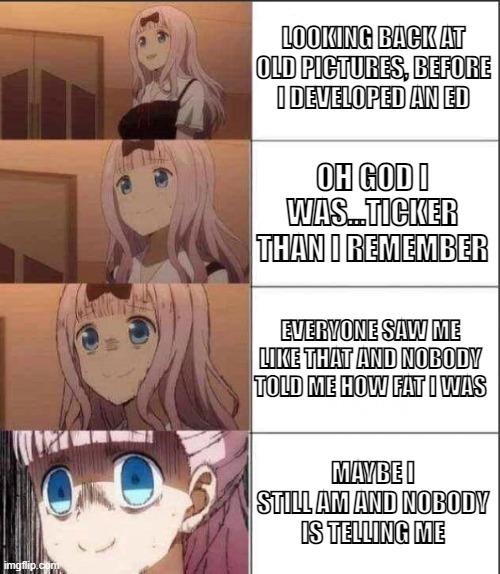 LOOKING BACK AT
OLD PICTURES, BEFORE
I DEVELOPED AN ED
OH GOD I
WAS...TICKER
THAN I REMEMBER
EVERYONE SAW ME
LIKE THAT AND NOBODY
TOLD ME HOW FAT I WAS
MAYBE I
STILL AM AND NOBODY
IS TELLING ME
imgflip.com